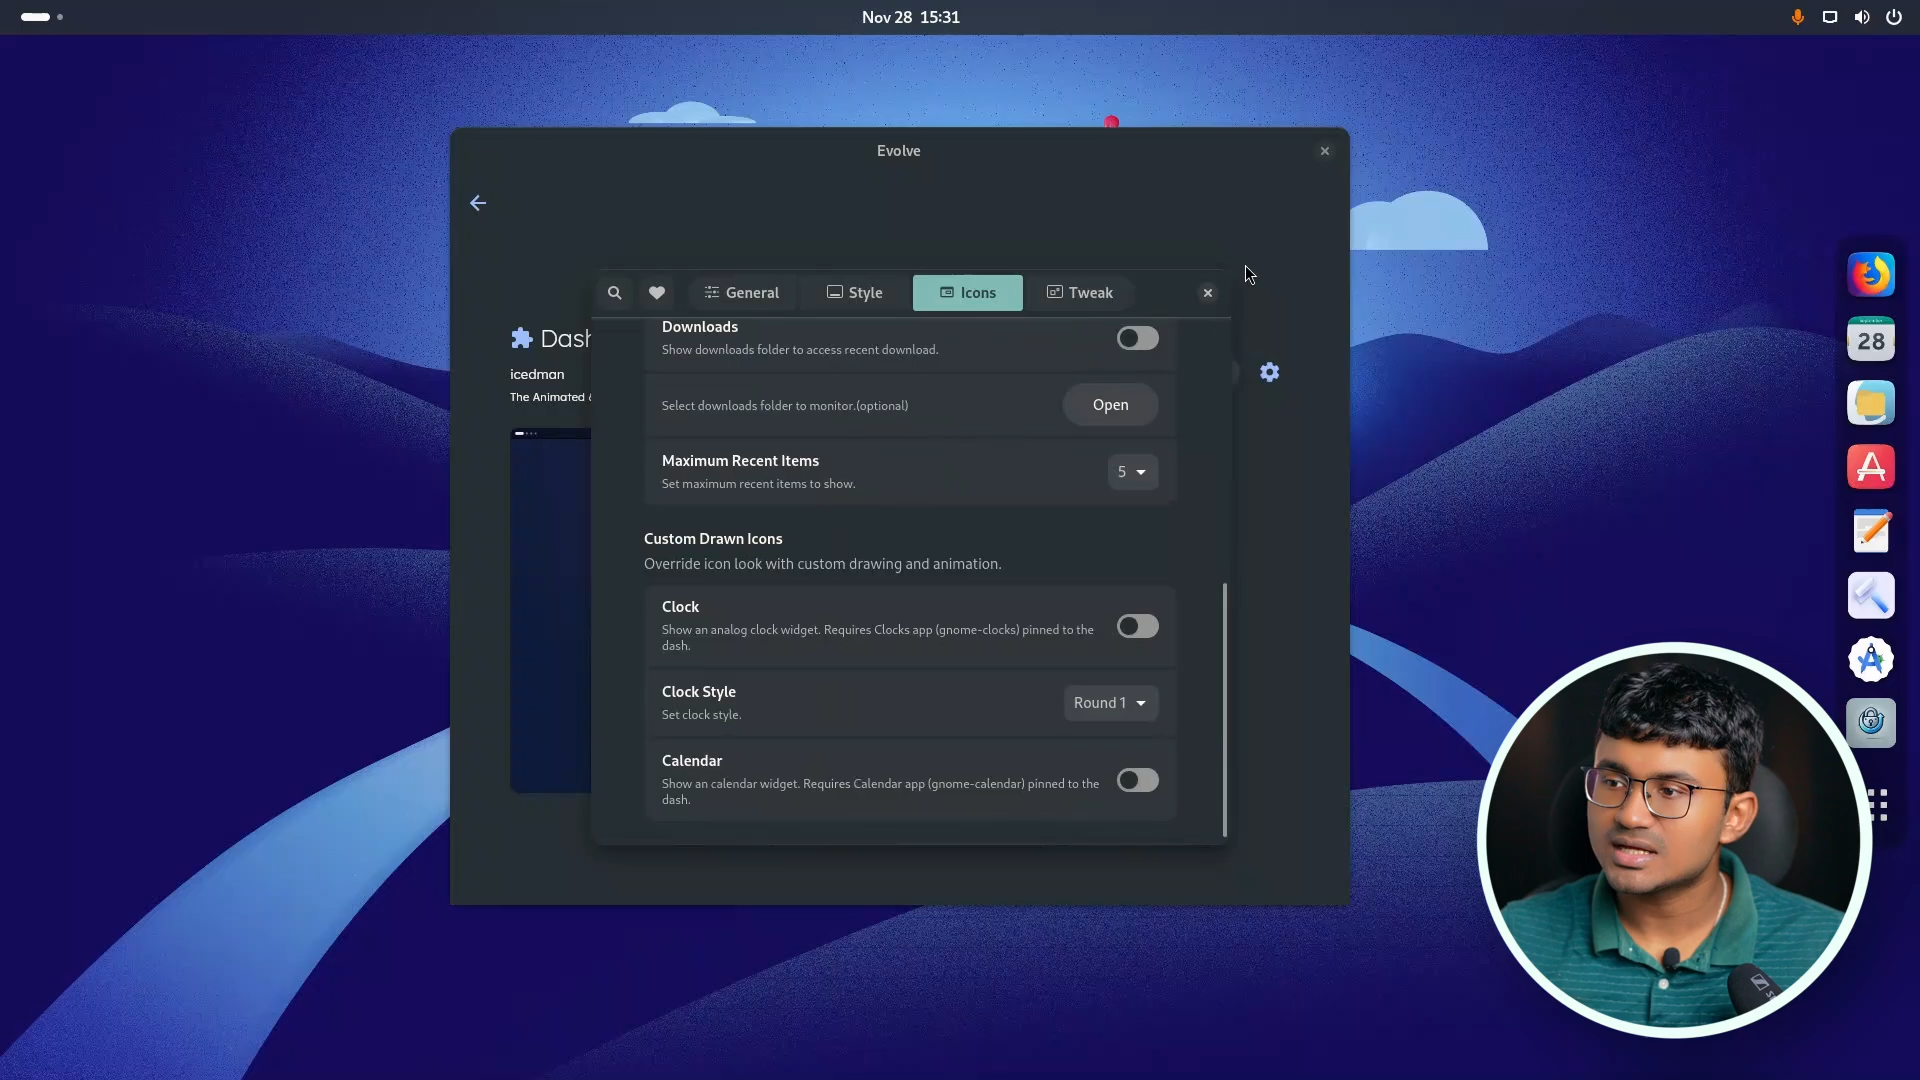 Nov 28 15:31
Evolve
General
Style
Icons
Tweak
Dash
icedman
The Animated
Downloads
Show downloads folder to access recent download.
Select downloads folder to monitor.(optional)
Open
Maximum Recent Items
Set maximum recent items to show.
5
Custom Drawn Icons
Override icon look with custom drawing and animation.
Clock
Show an analog clock widget. Requires Clocks app (gnome-clocks) pinned to the
dash.
Clock Style
Set clock style.
Round 1
Calendar
Show an calendar widget. Requires Calendar app (gnome-calendar) pinned to the
dash.
28